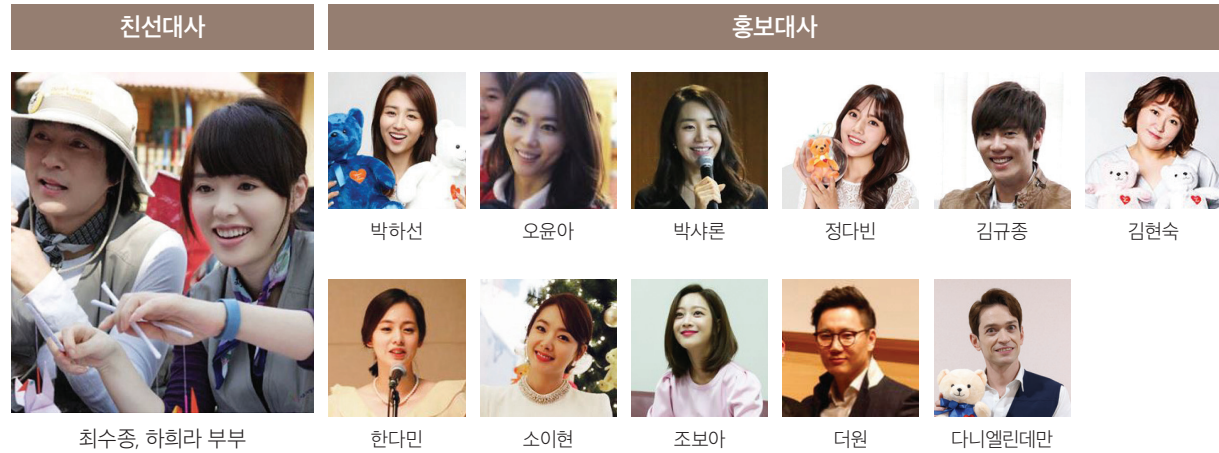 친선대사
홍보대사
박하선
오윤아
박샤론
정다빈
김규종
김현숙
최수종, 하희라 부부
한다민
소이현
조보아
더원
다니엘린데만